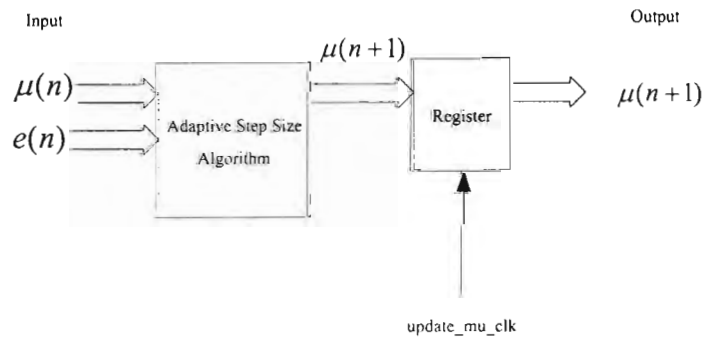 Input
Output
μ(n+1)
μ(n)
e(n)
Adaptive Step Size
Algorithm
Register
μ(n+1)
update_mu_clk